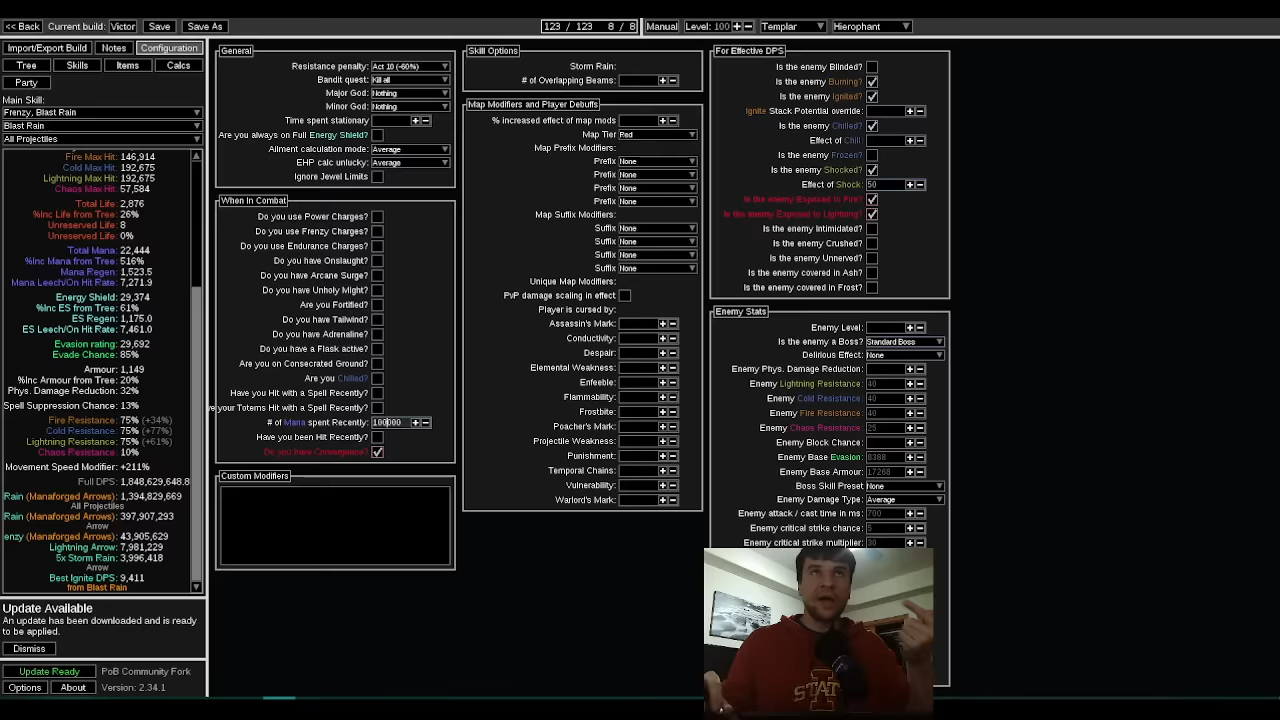 << Back Current build: Victor Save Save As 123 / 123 8 / 8 Manual Level: 100 + - Templar Hierophant
Import/Export Build Notes Configuration
Tree Skills Items Calcs
Party
Main Skill:
Frenzy, Blast Rain
Blast Rain
All Projectiles
Fire Max Hit: 146,914
Cold Max Hit: 192,675
Lightning Max Hit: 192,675
Chaos Max Hit: 57,584
Total Life: 2,876
%Inc Life from Tree: 26%
Unreserved Life: 8
Unreserved Life: 0%
Total Mana: 22,444
%Inc Mana from Tree: 516%
Mana Regen: 1,523.5
Mana Leech/On Hit Rate: 7,271.9
Energy Shield: 29,374
%Inc ES from Tree: 61%
ES Regen: 1,175.0
ES Leech/On Hit Rate: 7,461.0
Evasion rating: 29,692
Evade Chance: 85%
Armour: 1,149
%Inc Armour from Tree: 20%
Phys. Damage Reduction: 32%
Spell Suppression Chance: 13%
Fire Resistance: 75% (+34%)
Cold Resistance: 75% (+77%)
Lightning Resistance: 75% (+61%)
Chaos Resistance: 10%
Movement Speed Modifier: +211%
Full DPS: 1,848,629,648.8
Rain (Manaforged Arrows): 1,394,829,669
All Projectiles
Rain (Manaforged Arrows): 397,907,293
Arrow
enzy (Manaforged Arrows): 43,905,629
Lightning Arrow: 7,981,229
5x Storm Rain: 3,996,418
Arrow
Best Ignite DPS: 9,411
from Blast Rain
Update Available
An update has been downloaded and is ready
to be applied.
Dismiss
Update Ready PoB Community Fork
Options About Version: 2.34.1
General
Resistance penalty: Act 10 (-60%)
Bandit quest: Kill all
Major God: Nothing
Minor God: Nothing
Time spent stationary + -
Are you always on Full Energy Shield?
Ailment calculation mode: Average
EHP calc unlucky: Average
Ignore Jewel Limits
When In Combat
Do you use Power Charges?
Do you use Frenzy Charges?
Do you use Endurance Charges?
Do you have Onslaught?
Do you have Arcane Surge?
Do you have Unholy Might?
Are you Fortified?
Do you have Tailwind?
Do you have Adrenaline?
Do you have a Flask active?
Are you on Consecrated Ground?
Are you Chilled?
Have you Hit with a Spell Recently?
ve your Totems Hit with a Spell Recently?
# of Mana spent Recently: 100000 + -
Have you been Hit Recently?
Do you have Convergence?
Custom Modifiers
Skill Options
Storm Rain:
# of Overlapping Beams: + -
Map Modifiers and Player Debuffs
% increased effect of map mods + -
Map Tier Red
Map Prefix Modifiers:
Prefix None
Prefix None
Prefix None
Prefix None
Map Suffix Modifiers:
Suffix None
Suffix None
Suffix None
Suffix None
Unique Map Modifiers:
PvP damage scaling in effect
Player is cursed by:
Assassin's Mark: + -
Conductivity: + -
Despair: + -
Elemental Weakness: + -
Enfeeble: + -
Flammability: + -
Frostbite: + -
Poacher's Mark: + -
Projectile Weakness: + -
Punishment: + -
Temporal Chains: + -
Vulnerability: + -
Warlord's Mark: + -
For Effective DPS
Is the enemy Blinded?
Is the enemy Burning?
Is the enemy Ignited?
Ignite Stack Potential override: + -
Is the enemy Chilled?
Effect of Chill: + -
Is the enemy Frozen?
Is the enemy Shocked?
Effect of Shock: 50 + -
Is the enemy Exposed to Fire?
Is the enemy Exposed to Lightning?
Is the enemy Intimidated?
Is the enemy Crushed?
Is the enemy Unnerved?
Is the enemy covered in Ash?
Is the enemy covered in Frost?
Enemy Stats
Enemy Level: + -
Is the enemy a Boss? Standard Boss
Delirious Effect: None
Enemy Phys. Damage Reduction: + -
Enemy Lightning Resistance: 40 + -
Enemy Cold Resistance: 40 + -
Enemy Fire Resistance: 40 + -
Enemy Chaos Resistance: 25 + -
Enemy Block Chance: + -
Enemy Base Evasion: 8388 + -
Enemy Base Armour: 17268 + -
Boss Skill Preset None
Enemy Damage Type: Average
Enemy attack / cast time in ms: 700 + -
Enemy critical strike chance: 5 + -
Enemy critical strike multiplier: 30 + -
STATE